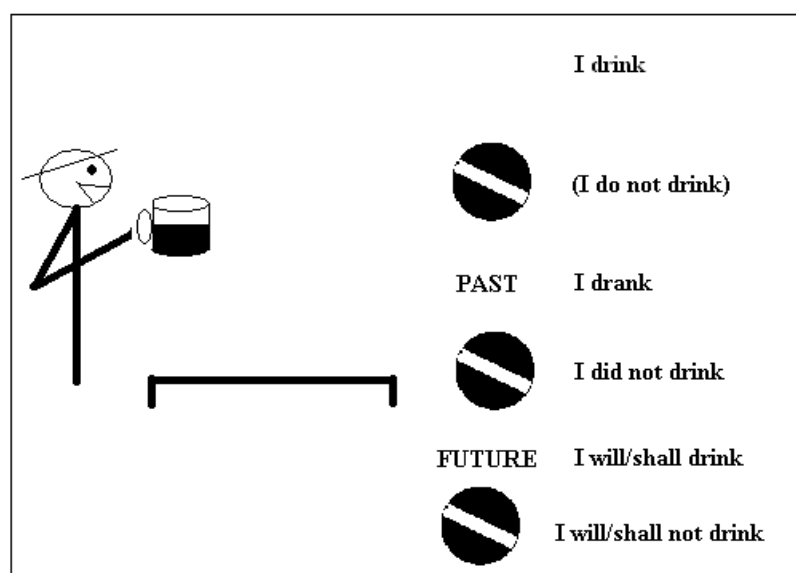 I drink
(I do not drink)
PAST I drank
I did not drink
FUTURE I will/shall drink
I will/shall not drink